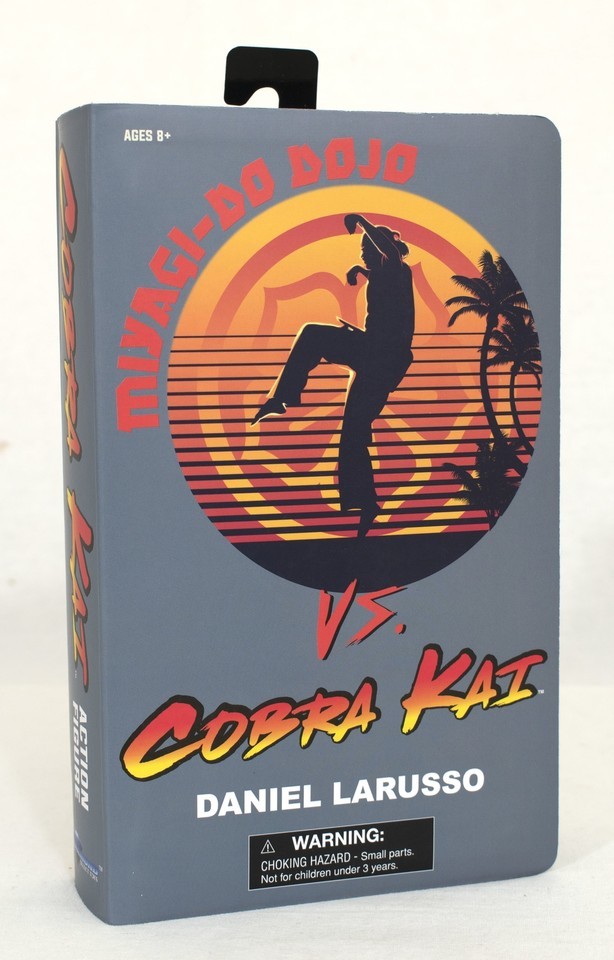 AGES 8+
MIYAGI-DO DOJO
VS.
COBRA KAI™
DANIEL LARUSSO
⚠ WARNING:
CHOKING HAZARD - Small parts.
Not for children under 3 years.
COBRA KAI
ACTION
FIGURE